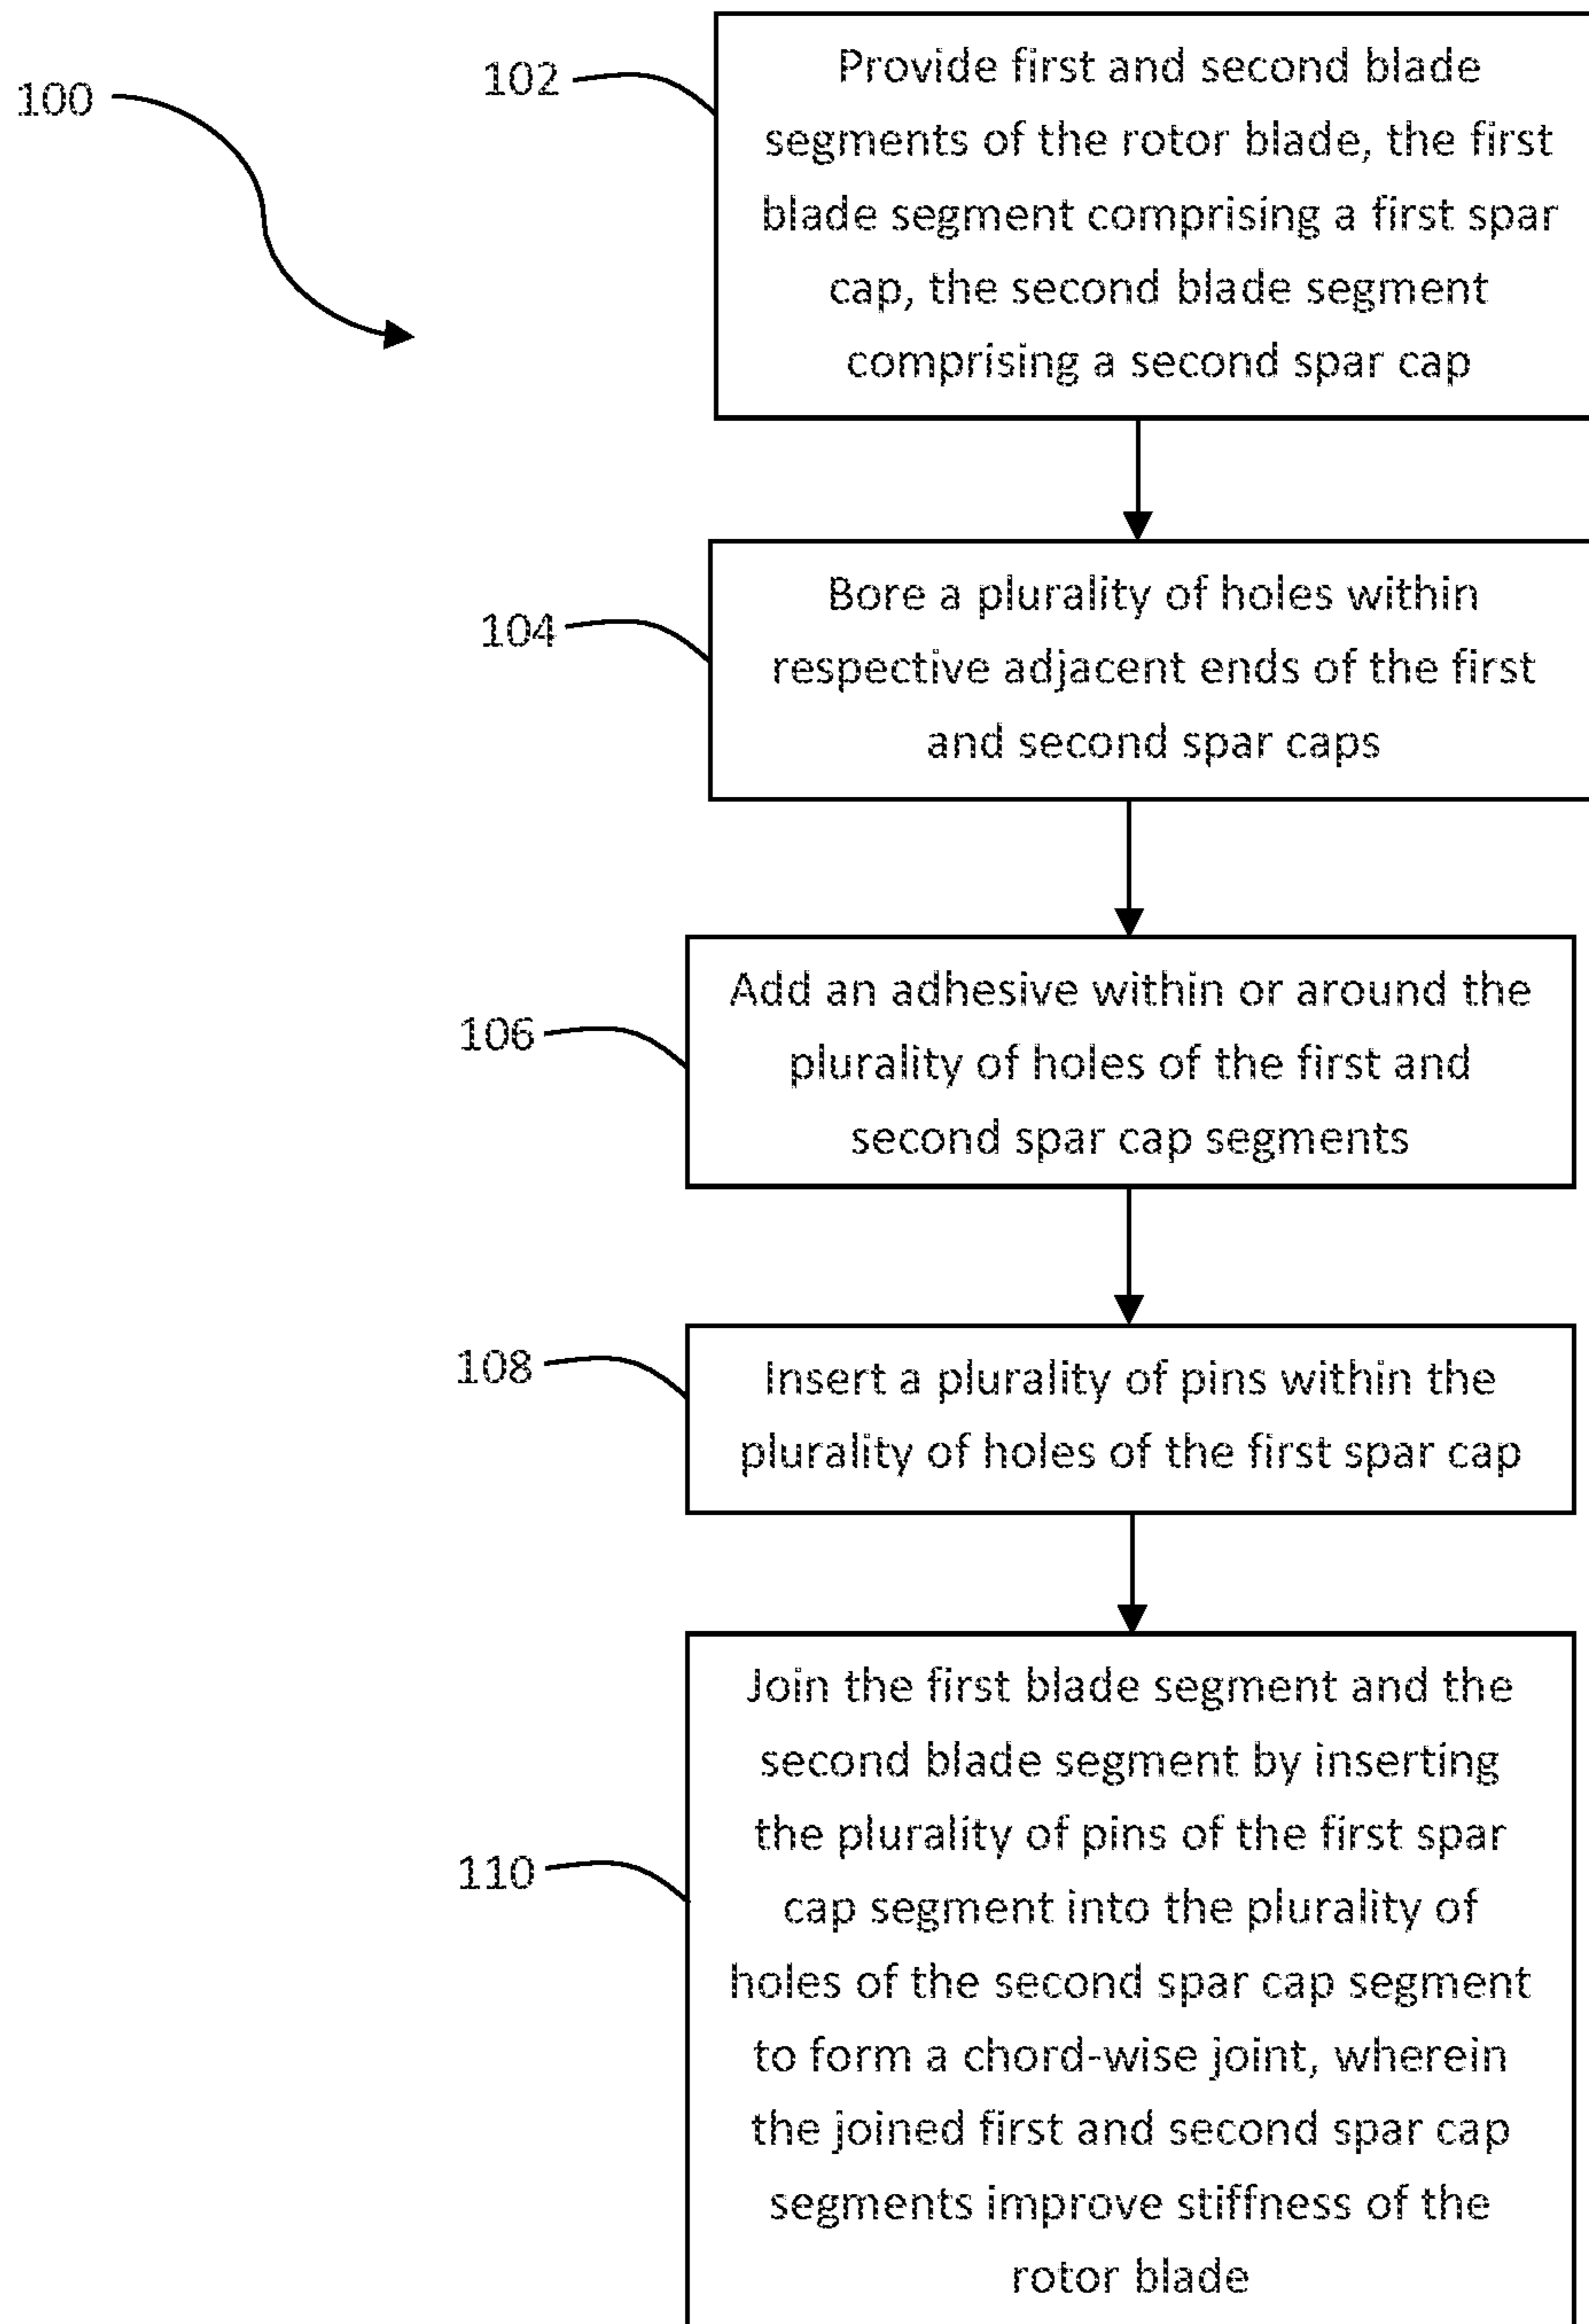 100
102
Provide first and second blade
segments of the rotor blade, the first
blade segment comprising a first spar
cap, the second blade segment
comprising a second spar cap
104
Bore a plurality of holes within
respective adjacent ends of the first
and second spar caps
106
Add an adhesive within or around the
plurality of holes of the first and
second spar cap segments
108
Insert a plurality of pins within the
plurality of holes of the first spar cap
110
Join the first blade segment and the
second blade segment by inserting
the plurality of pins of the first spar
cap segment into the plurality of
holes of the second spar cap segment
to form a chord-wise joint, wherein
the joined first and second spar cap
segments improve stiffness of the
rotor blade